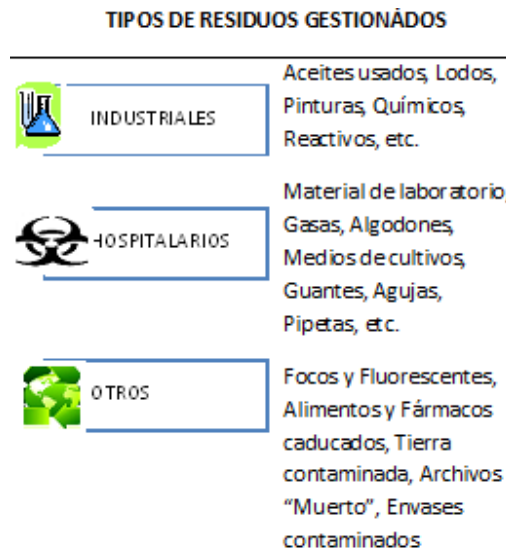 TIPOS DE RESIDUOS GESTIONÁDOS
INDUSTRIALES
Aceites usados, Lodos,
Pinturas, Químicos,
Reactivos, etc.
HOSPITALARIOS
Material de laboratorio,
Gasas, Algodones,
Medios de cultivos,
Guantes, Agujas,
Pipetas, etc.
OTROS
Focos y Fluorescentes,
Alimentos y Fármacos
caducados, Tierra
contaminada, Archivos
“Muerto”, Envases
contaminados